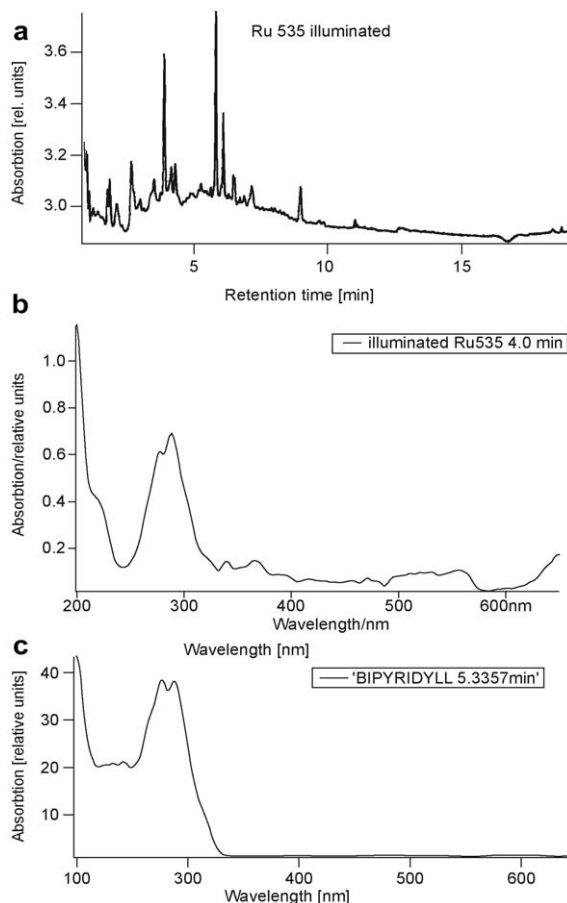 a
Ru 535 illuminated
Absorbtion [rel. units]
3.6
3.4
3.2
3.0
5
10
15
Retention time [min]
b
illuminated Ru535 4.0 min
Absorbtion/relative units
1.0
0.8
0.6
0.4
0.2
200
300
400
500
600nm
Wavelength/nm
Wavelength [nm]
c
'BIPYRIDYLL 5.3357min'
Absorbtion [relative units]
40
30
20
10
100
300
400
500
600
Wavelength [nm]